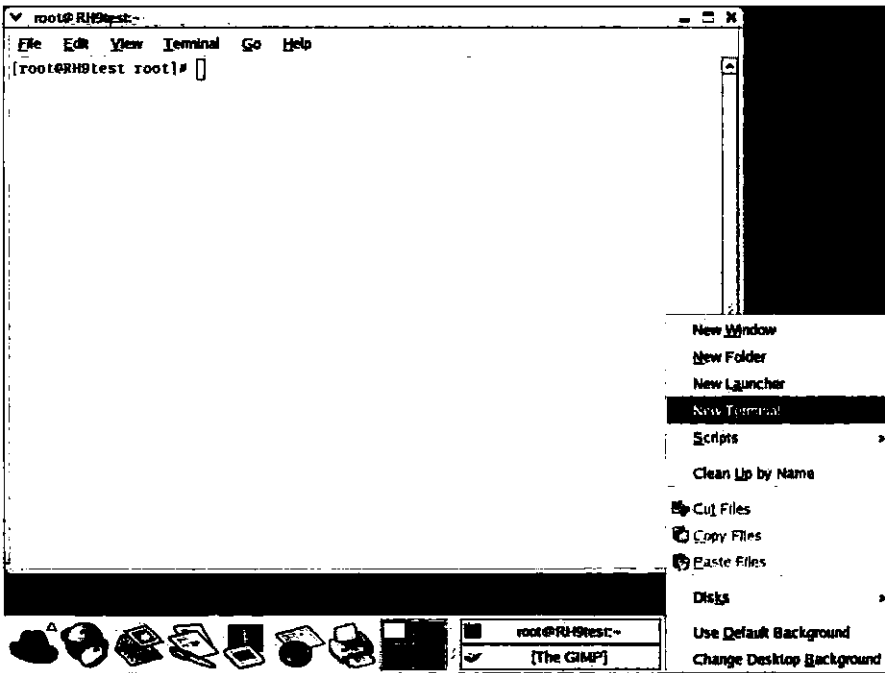 root@RH9test:~
File Edit View Terminal Go Help
[root@RH9test root]#
New Window
New Folder
New Launcher
New Terminal
Scripts
Clean Up by Name
Cut Files
Copy Files
Paste Files
Disks
Use Default Background
Change Desktop Background
root@RH9test:~
[The GIMP]